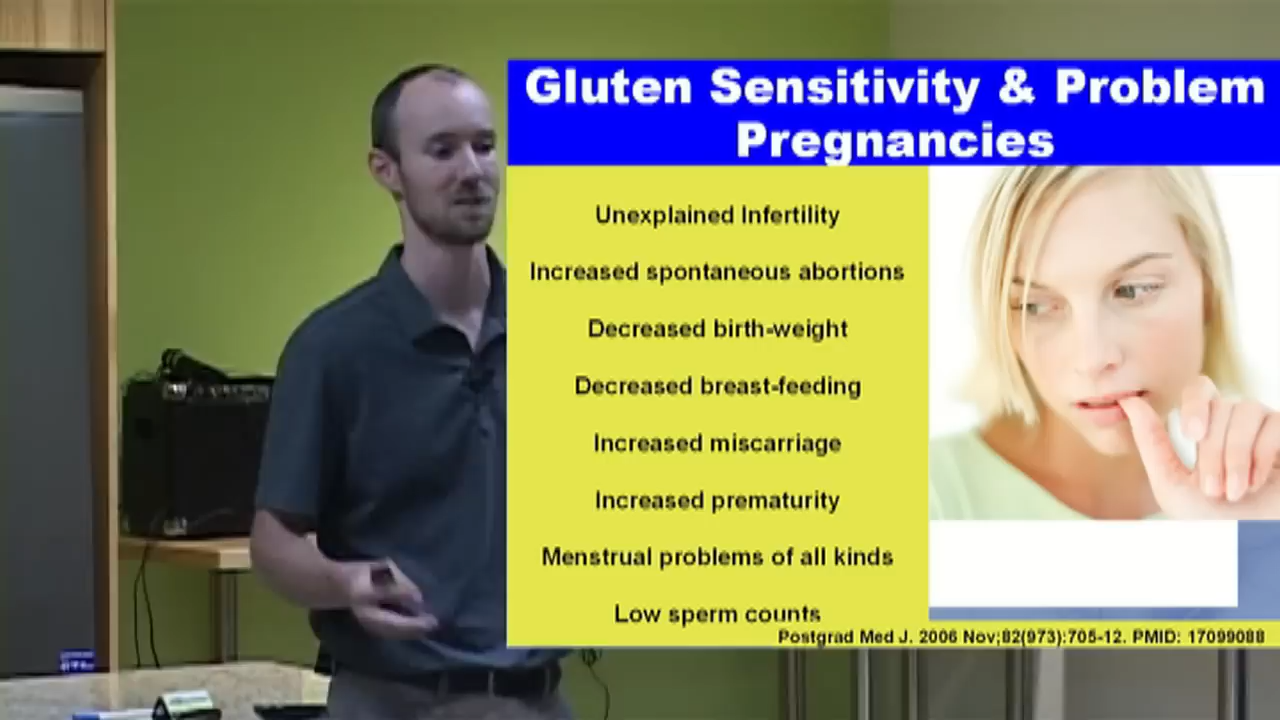 Gluten Sensitivity & Problem
Pregnancies
Unexplained Infertility
Increased spontaneous abortions
Decreased birth-weight
Decreased breast-feeding
Increased miscarriage
Increased prematurity
Menstrual problems of all kinds
Low sperm counts
Postgrad Med J. 2006 Nov;82(973):705-12. PMID: 17099088